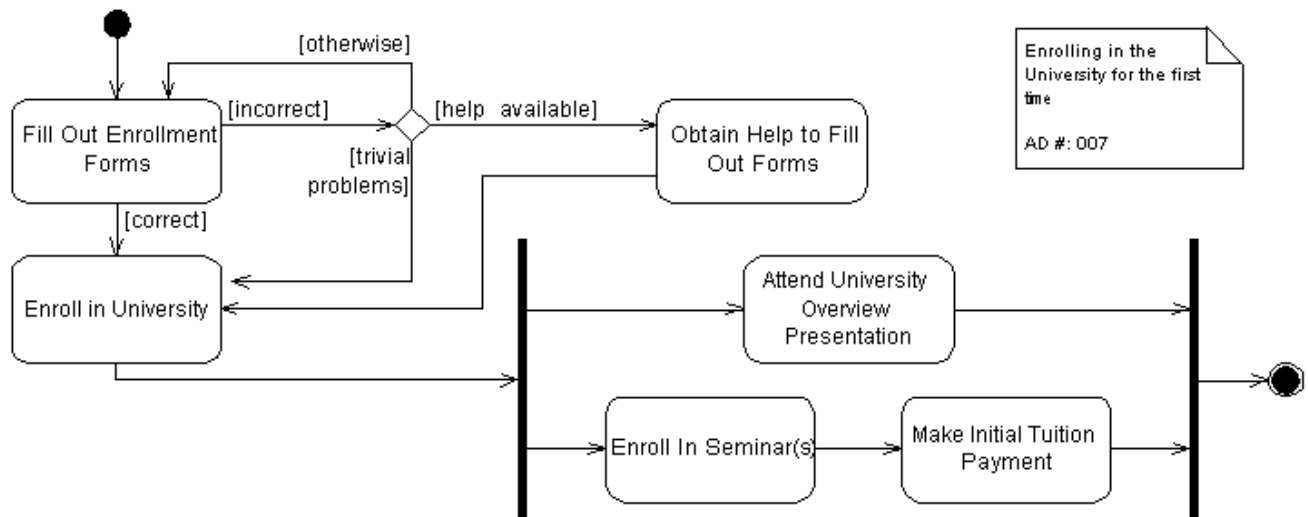 [otherwise]
Enrolling in the
University for the first
time
AD #: 007
[incorrect]
[help available]
Fill Out Enrollment
Forms
Obtain Help to Fill
Out Forms
[trivial
problems]
[correct]
Enroll in University
Attend University
Overview
Presentation
Enroll In Seminar(s)
Make Initial Tuition
Payment